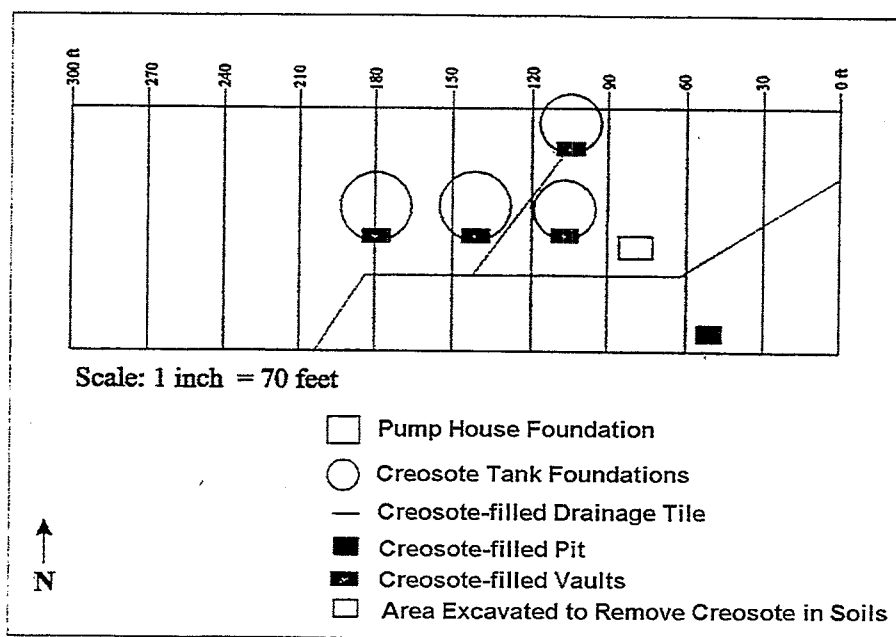 300 ft
270
240
210
180
150
120
90
60
30
0 ft
Scale: 1 inch = 70 feet
Pump House Foundation
Creosote Tank Foundations
Creosote-filled Drainage Tile
Creosote-filled Pit
Creosote-filled Vaults
Area Excavated to Remove Creosote in Soils
N